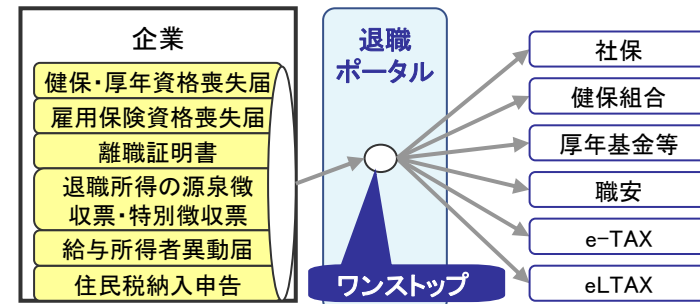 企業
健保・厚年資格喪失届
雇用保険資格喪失届
離職証明書
退職所得の源泉徴
収票・特別徴収票
給与所得者異動届
住民税納入申告
退職
ポータル
ワンストップ
社保
健保組合
厚年基金等
職安
e-TAX
eLTAX